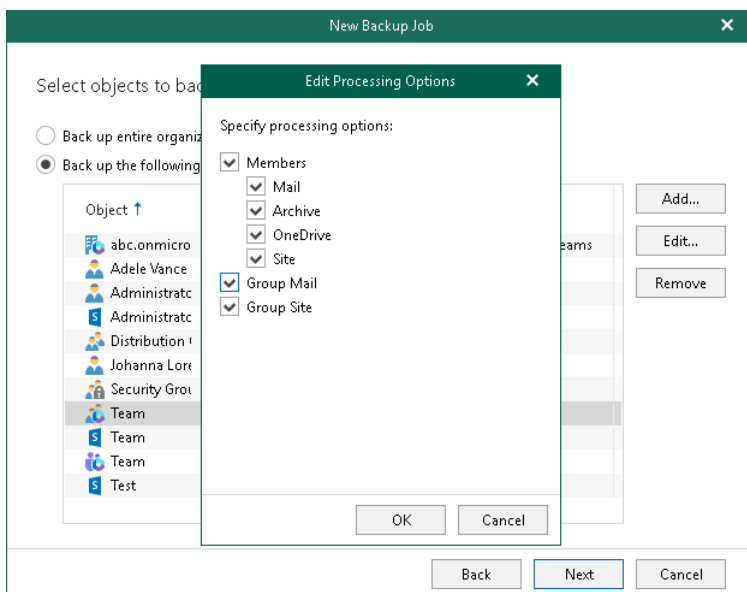 New Backup Job
Select objects to bac
Back up entire organiz
Back up the following
Object
abc.onmicro
eams
Adele Vance
Administratc
Administratc
Distribution
Johanna Lore
Security Grou
Team
Team
Team
Test
Add...
Edit...
Remove
Edit Processing Options
Specify processing options:
Members
Mail
Archive
OneDrive
Site
Group Mail
Group Site
OK Cancel
Back Next Cancel